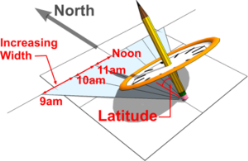 North
Increasing
Width
Noon
11am
10am
9am
Latitude